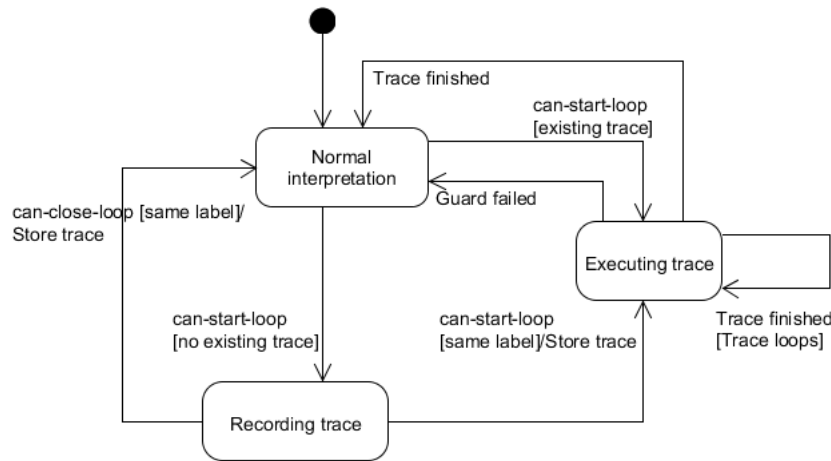 Trace finished
can-start-loop
[existing trace]
Normal
interpretation
Guard failed
can-close-loop [same label]/
Store trace
Executing trace
can-start-loop
[no existing trace]
can-start-loop
[same label]/Store trace
Trace finished
[Trace loops]
Recording trace